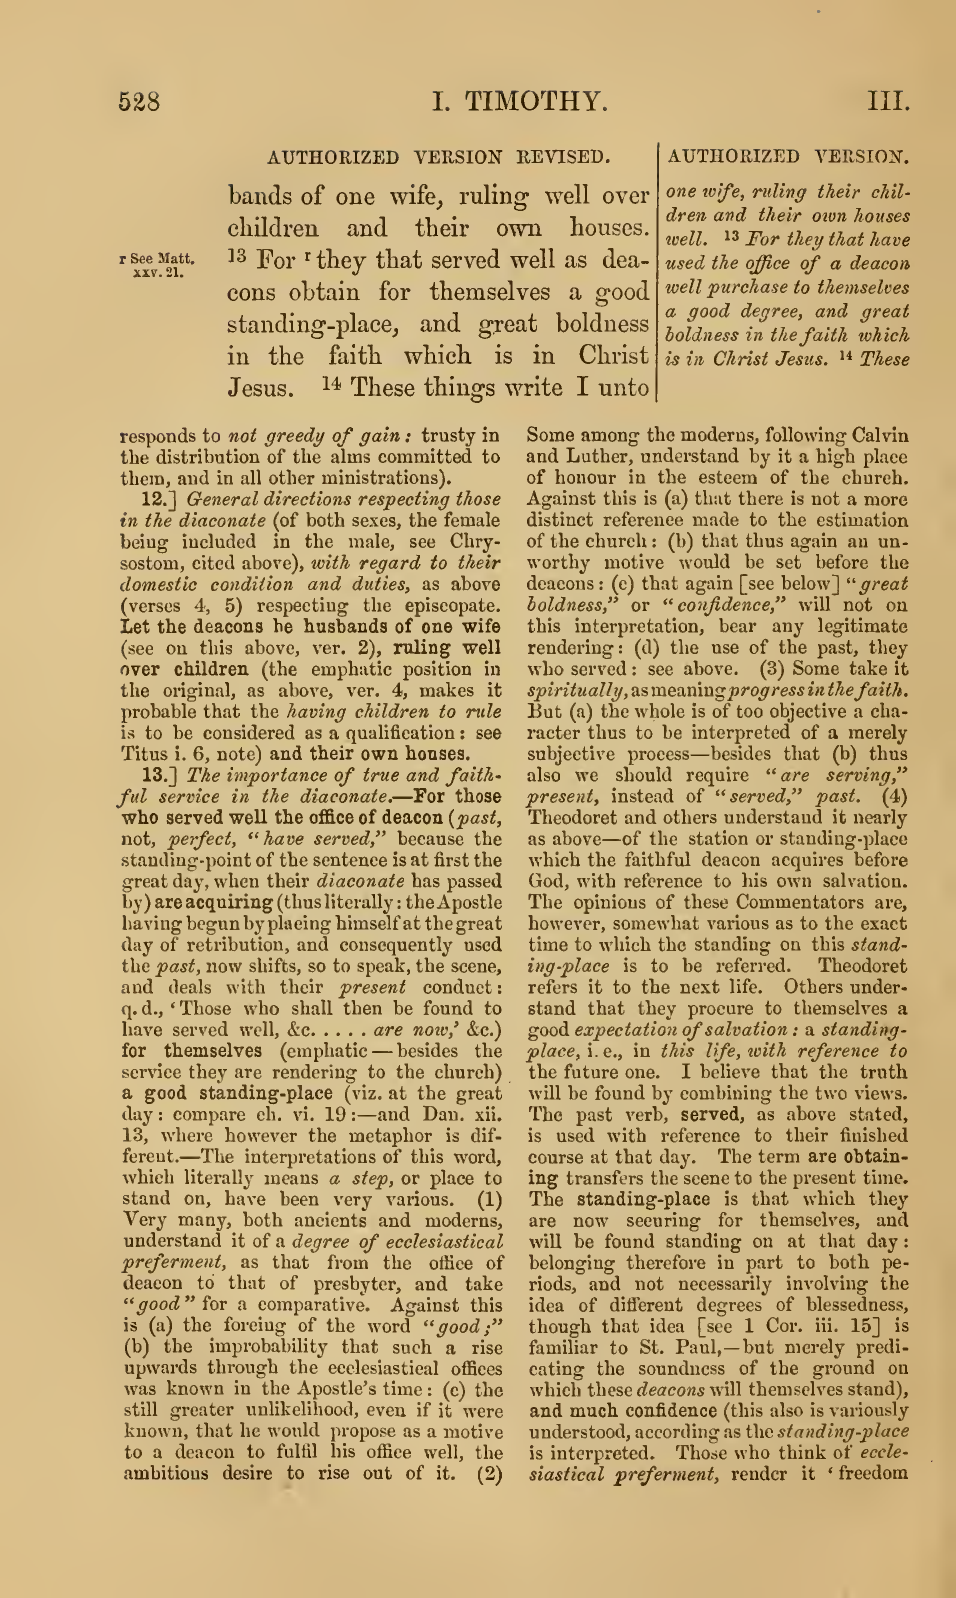 528
I. TIMOTHY.
III.
AUTHORIZED VERSION REVISED.
bands of one wife, ruling well over
children and their own houses.
13 For r they that served well as dea-
cons obtain for themselves a good
standing-place, and great boldness
in the faith which is in Christ
Jesus. 14 These things write I unto
r See Matt.
xxv. 21.
AUTHORIZED VERSION.
one wife, ruling their chil-
dren and their own houses
well. 13 For they that have
used the office of a deacon
well purchase to themselves
a good degree, and great
boldness in the faith which
is in Christ Jesus. 14 These
responds to not greedy of gain: trusty in
the distribution of the alms committed to
them, and in all other ministrations).
12.] General directions respecting those
in the diaconate (of both sexes, the female
being included in the male, see Chry-
sostom, cited above), with regard to their
domestic condition and duties, as above
(verses 4, 5) respecting the episcopate.
Let the deacons be husbands of one wife
(see on this above, ver. 2), ruling well
over children (the emphatic position in
the original, as above, ver. 4, makes it
probable that the having children to rule
is to be considered as a qualification: see
Titus i. 6, note) and their own houses.
13.] The importance of true and faith-
ful service in the diaconate.—For those
who served well the office of deacon (past,
not, perfect, "have served," because the
standing-point of the sentence is at first the
great day, when their diaconate has passed
by) are acquiring (thus literally: the Apostle
having begun by placing himself at the great
day of retribution, and consequently used
the past, now shifts, so to speak, the scene,
and deals with their present conduct:
q. d., 'Those who shall then be found to
have served well, &c. . . . . are now,' &c.)
for themselves (emphatic — besides the
service they are rendering to the church)
a good standing-place (viz. at the great
day: compare ch. vi. 19:—and Dan. xii.
13, where however the metaphor is dif-
ferent.—The interpretations of this word,
which literally means a step, or place to
stand on, have been very various. (1)
Very many, both ancients and moderns,
understand it of a degree of ecclesiastical
preferment, as that from the office of
deacon to that of presbyter, and take
"good" for a comparative. Against this
is (a) the forcing of the word "good;"
(b) the improbability that such a rise
upwards through the ecclesiastical offices
was known in the Apostle's time: (c) the
still greater unlikelihood, even if it were
known, that he would propose as a motive
to a deacon to fulfil his office well, the
ambitious desire to rise out of it. (2)
Some among the moderns, following Calvin
and Luther, understand by it a high place
of honour in the esteem of the church.
Against this is (a) that there is not a more
distinct reference made to the estimation
of the church: (b) that thus again an un-
worthy motive would be set before the
deacons: (c) that again [see below] "great
boldness," or "confidence," will not on
this interpretation, bear any legitimate
rendering: (d) the use of the past, they
who served: see above. (3) Some take it
spiritually, as meaning progress in the faith.
But (a) the whole is of too objective a cha-
racter thus to be interpreted of a merely
subjective process—besides that (b) thus
also we should require "are serving,"
present, instead of "served," past. (4)
Theodoret and others understand it nearly
as above—of the station or standing-place
which the faithful deacon acquires before
God, with reference to his own salvation.
The opinions of these Commentators are,
however, somewhat various as to the exact
time to which the standing on this stand-
ing-place is to be referred. Theodoret
refers it to the next life. Others under-
stand that they procure to themselves a
good expectation of salvation: a standing-
place, i. e., in this life, with reference to
the future one. I believe that the truth
will be found by combining the two views.
The past verb, served, as above stated,
is used with reference to their finished
course at that day. The term are obtain-
ing transfers the scene to the present time.
The standing-place is that which they
are now securing for themselves, and
will be found standing on at that day:
belonging therefore in part to both pe-
riods, and not necessarily involving the
idea of different degrees of blessedness,
though that idea [see 1 Cor. iii. 15] is
familiar to St. Paul,—but merely predi-
cating the soundness of the ground on
which these deacons will themselves stand),
and much confidence (this also is variously
understood, according as the standing-place
is interpreted. Those who think of eccle-
siastical preferment, render it 'freedom